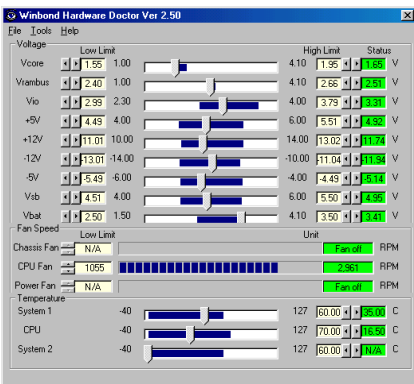 Winbond Hardware Doctor Ver 2.50
File Tools Help
Voltage
Low Limit High Limit Status
Vcore 1.55 1.00 4.10 1.95 1.65 V
Vrambus 2.40 1.00 4.10 2.66 2.51 V
Vio 2.99 2.30 4.00 3.79 3.31 V
+5V 4.49 4.00 6.00 5.51 4.92 V
+12V 11.01 10.00 14.00 13.02 11.74 V
-12V -13.01 -14.00 -10.00 -11.04 -11.94 V
-5V -5.49 -6.00 -4.00 -4.49 -5.14 V
Vsb 4.51 4.00 6.00 5.50 4.95 V
Vbat 2.50 1.50 4.10 3.50 3.41 V
Fan Speed
Low Limit Unit
Chassis Fan N/A Fan off RPM
CPU Fan 1055 2,961 RPM
Power Fan N/A Fan off RPM
Temperature
System 1 -40 127 60.00 35.00 C
CPU -40 127 70.00 16.50 C
System 2 -40 127 60.00 N/A C